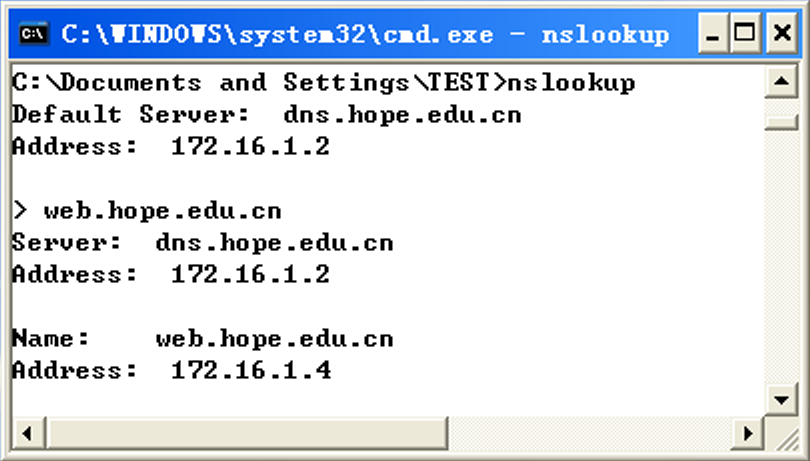 C:\WINDOWS\system32\cmd.exe - nslookup
C:\Documents and Settings\TEST>nslookup
Default Server:  dns.hope.edu.cn
Address:  172.16.1.2
> web.hope.edu.cn
Server:  dns.hope.edu.cn
Address:  172.16.1.2
Name:    web.hope.edu.cn
Address:  172.16.1.4